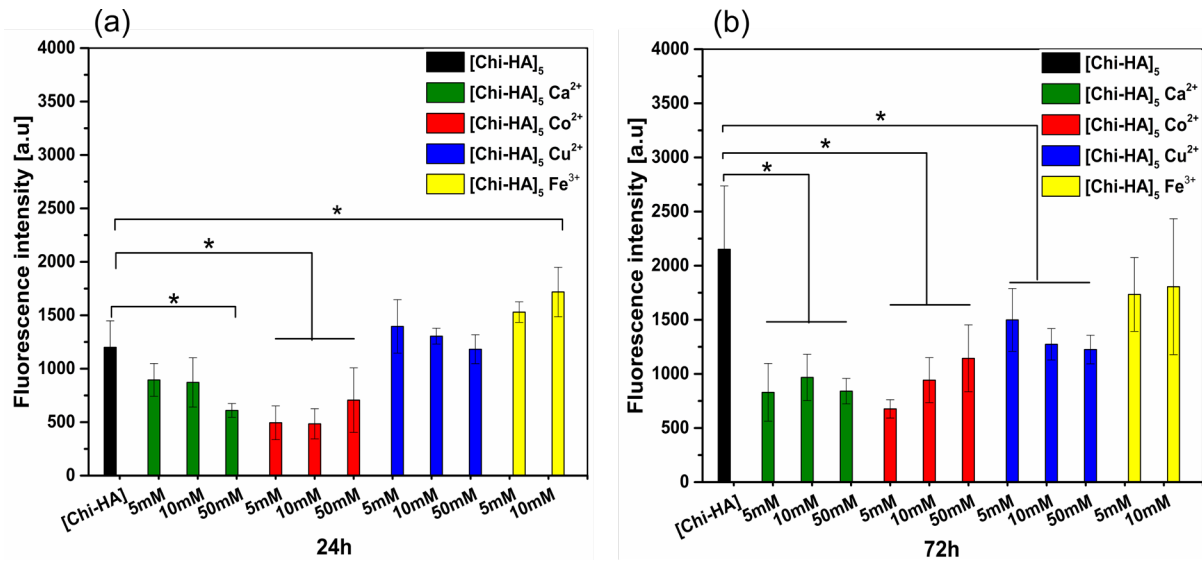 (a)
4000
3500
3000
2500
2000
1500
1000
500
0
Fluorescence intensity [a.u]
[Chi-HA]₅
[Chi-HA]₅ Ca²⁺
[Chi-HA]₅ Co²⁺
[Chi-HA]₅ Cu²⁺
[Chi-HA]₅ Fe³⁺
*
*
*
[Chi-HA]
5mM
10mM
50mM
5mM
10mM
50mM
5mM
10mM
50mM
5mM
10mM
24h
(b)
4000
3500
3000
2500
2000
1500
1000
500
0
Fluorescence intensity [a.u]
[Chi-HA]₅
[Chi-HA]₅ Ca²⁺
[Chi-HA]₅ Co²⁺
[Chi-HA]₅ Cu²⁺
[Chi-HA]₅ Fe³⁺
*
*
*
[Chi-HA]
5mM
10mM
50mM
5mM
10mM
50mM
5mM
10mM
50mM
5mM
10mM
72h